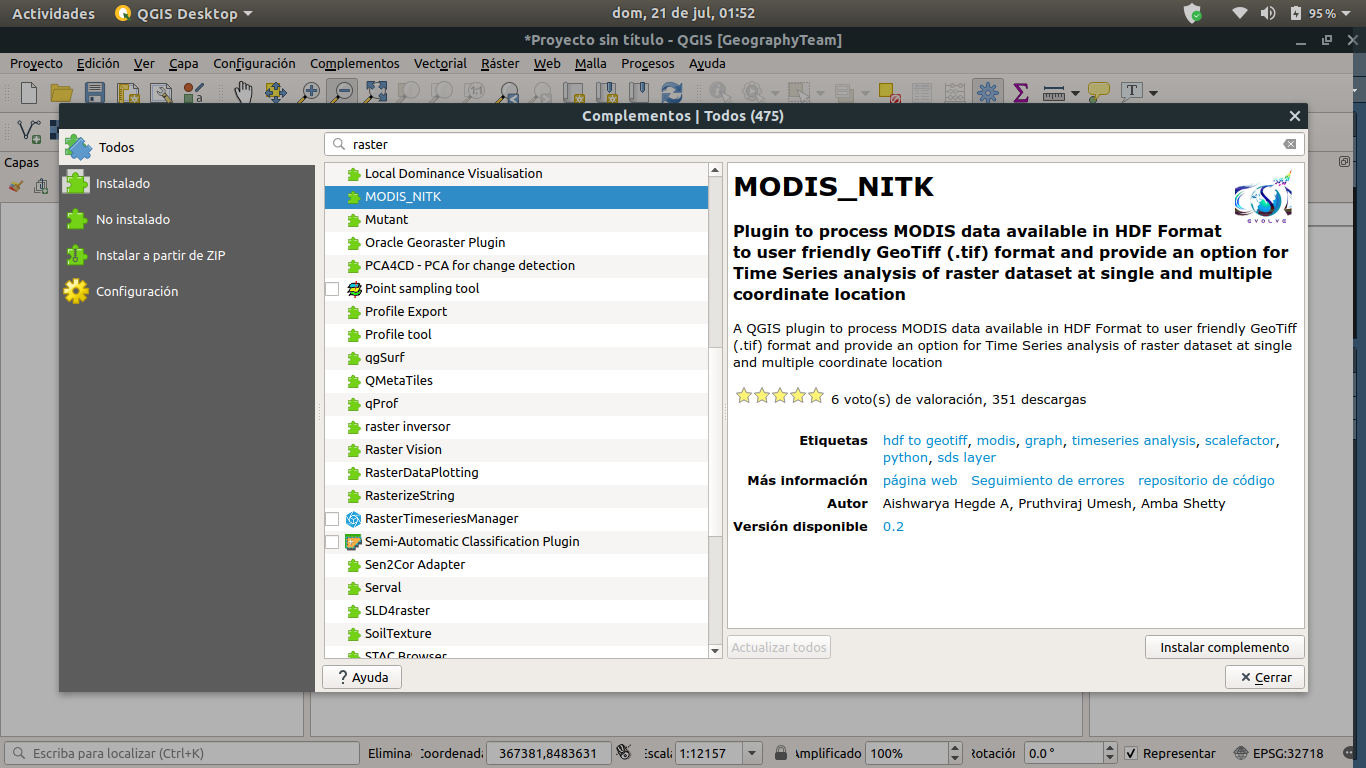 Actividades QGIS Desktop dom, 21 de jul, 01:52 95 %
*Proyecto sin título - QGIS [GeographyTeam]
Proyecto Edición Ver Capa Configuración Complementos Vectorial Ráster Web Malla Procesos Ayuda
Complementos | Todos (475)
Capas
Todos
Instalado
No instalado
Instalar a partir de ZIP
Configuración
raster
Local Dominance Visualisation
MODIS_NITK
Mutant
Oracle Georaster Plugin
PCA4CD - PCA for change detection
Point sampling tool
Profile Export
Profile tool
qgSurf
QMetaTiles
qProf
raster inversor
Raster Vision
RasterDataPlotting
RasterizeString
RasterTimeseriesManager
Semi-Automatic Classification Plugin
Sen2Cor Adapter
Serval
SLD4raster
SoilTexture
STAC Browser
MODIS_NITK
EVOLVE
Plugin to process MODIS data available in HDF Format
to user friendly GeoTiff (.tif) format and provide an option for
Time Series analysis of raster dataset at single and multiple
coordinate location
A QGIS plugin to process MODIS data available in HDF Format to user friendly GeoTiff
(.tif) format and provide an option for Time Series analysis of raster dataset at single
and multiple coordinate location
6 voto(s) de valoración, 351 descargas
Etiquetas hdf to geotiff, modis, graph, timeseries analysis, scalefactor,
python, sds layer
Más información página web Seguimiento de errores repositorio de código
Autor Aishwarya Hegde A, Pruthviraj Umesh, Amba Shetty
Versión disponible 0.2
Actualizar todos Instalar complemento
? Ayuda Cerrar
Escriba para localizar (Ctrl+K) Elimina Coordenada 367381,8483631 Escala 1:12157 Amplificado 100% Rotación 0.0 ° Representar EPSG:32718